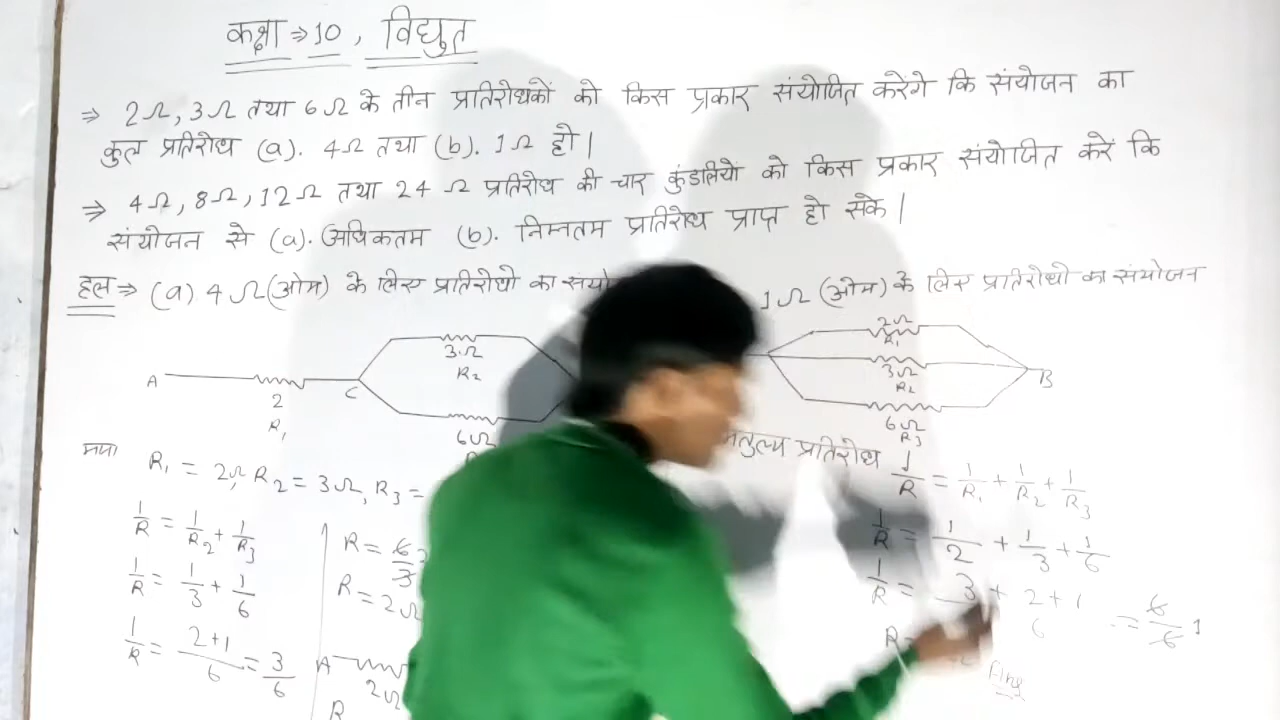 कक्षा ⇒ 10, विद्युत
⇒ 2Ω, 3Ω तथा 6Ω के तीन प्रतिरोधकों को किस प्रकार संयोजित करेंगे कि संयोजन का
कुल प्रतिरोध (a). 4Ω तथा (b). 1Ω हो।
⇒ 4Ω, 8Ω, 12Ω तथा 24 Ω प्रतिरोध की चार कुंडलियों को किस प्रकार संयोजित करें कि
संयोजन से (a). अधिकतम (b). निम्नतम प्रतिरोध प्राप्त हो सके।
हल ⇒ (a) 4Ω (ओम) के लिए प्रतिरोधो का
1Ω (ओम) के लिए प्रतिरोधो का संयोजन
A 2 R₁ C
3Ω R₂
6Ω
2Ω R₁
3Ω R₂
6Ω R₃
B
R₁ = 2Ω, R₂ = 3Ω, R₃ =
1/R = 1/R₂ + 1/R₃
1/R = 1/3 + 1/6
1/R = 2+1/6 = 3/6
R = 6/3
R = 2Ω
A 2Ω
R
प्रतिरोध
1/R = 1/R₁ + 1/R₂ + 1/R₃
1/R = 1/2 + 1/3 + 1/6
1/R = 3 + 2 + 1 / 6 = 6/6 1
R =